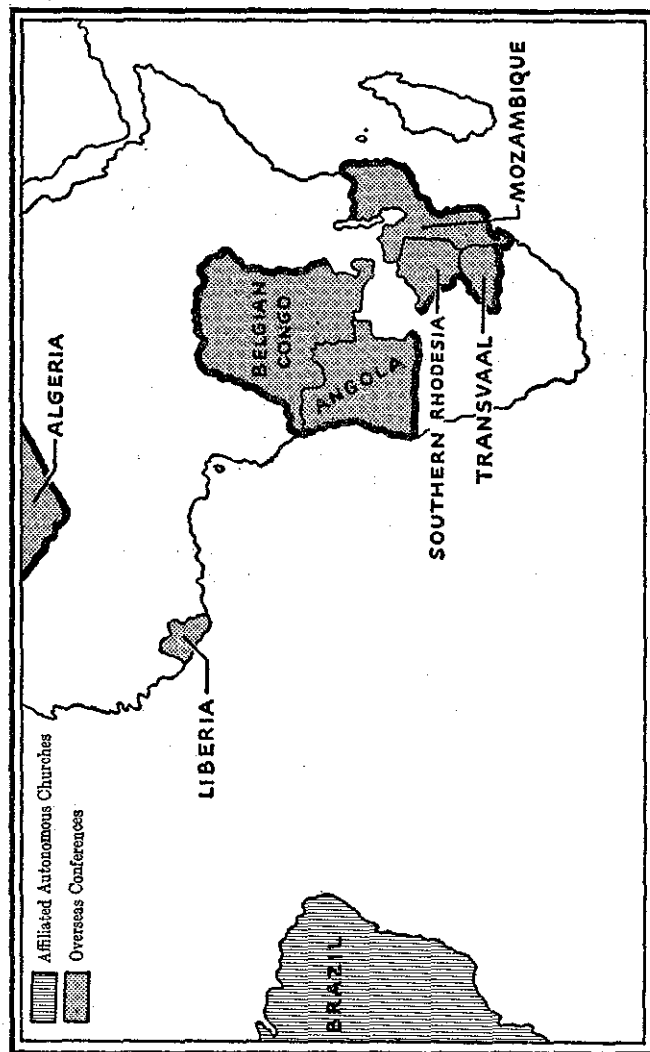 Affiliated Autonomous Churches
Overseas Conferences
ALGERIA
LIBERIA
BELGIAN
CONGO
ANGOLA
SOUTHERN RHODESIA
TRANSVAAL
MOZAMBIQUE
BRAZIL